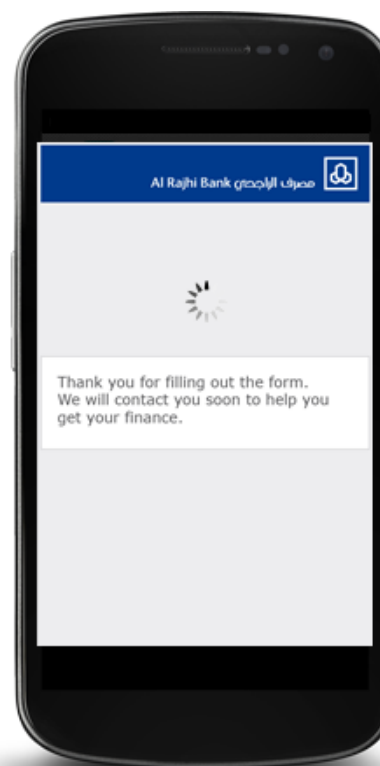 Al Rajhi Bank مصرف الراجحي
Thank you for filling out the form.
We will contact you soon to help you
get your finance.